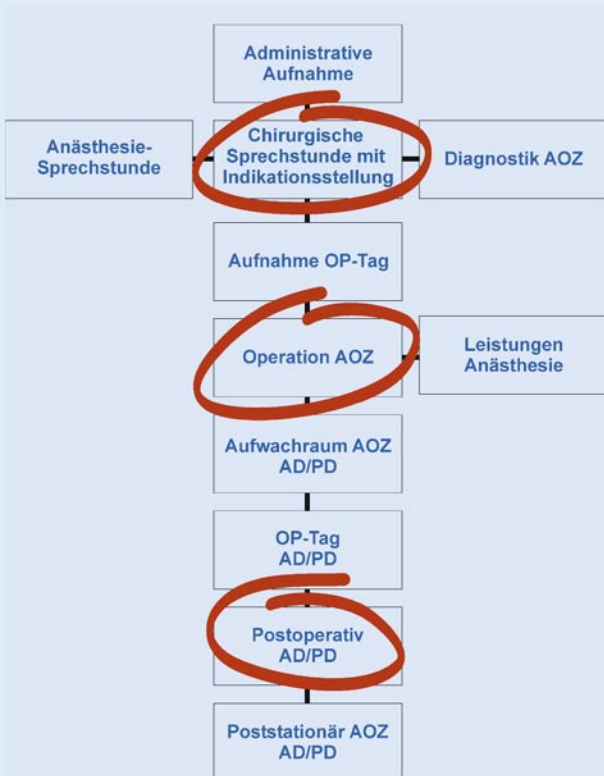 Administrative
Aufnahme
Anästhesie-
Sprechstunde
Chirurgische
Sprechstunde mit
Indikationsstellung
Diagnostik AOZ
Aufnahme OP-Tag
Operation AOZ
Leistungen
Anästhesie
Aufwachraum AOZ
AD/PD
OP-Tag
AD/PD
Postoperativ
AD/PD
Poststationär AOZ
AD/PD